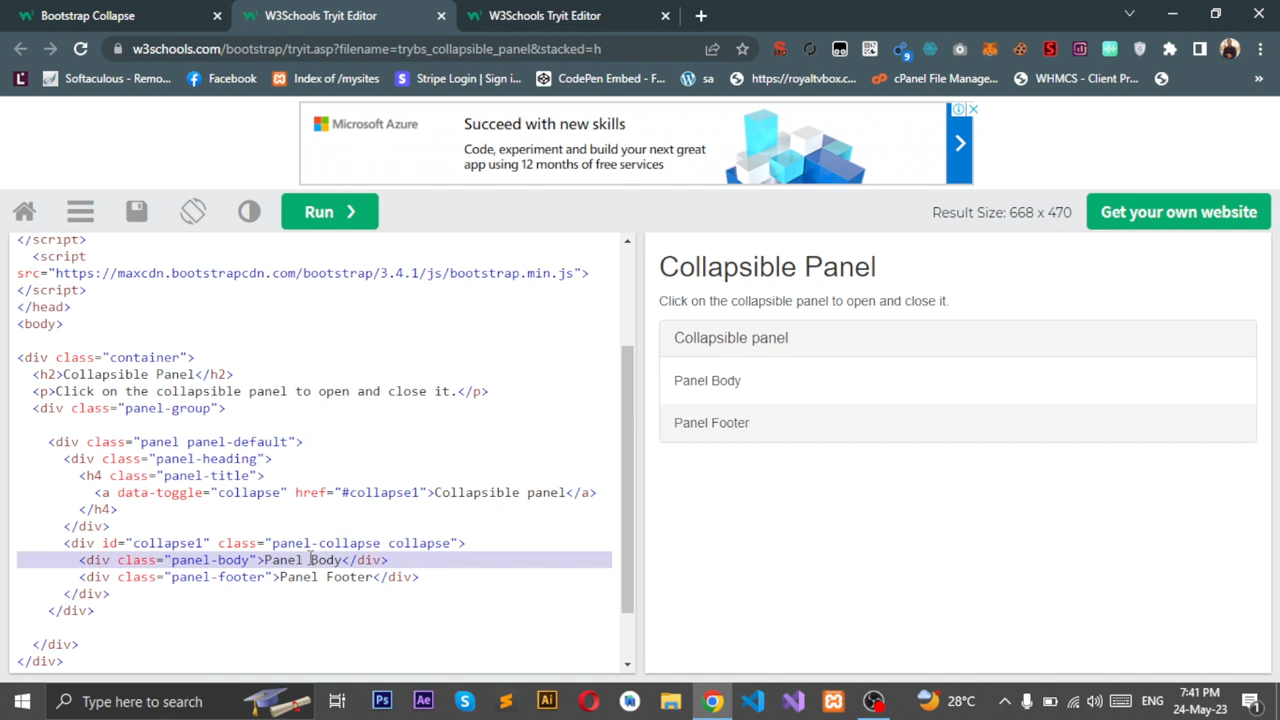 Bootstrap Collapse
W3Schools Tryit Editor
W3Schools Tryit Editor
w3schools.com/bootstrap/tryit.asp?filename=trybs_collapsible_panel&stacked=h
9
Softaculous - Remo...
Facebook
Index of /mysites
Stripe Login | Sign i...
CodePen Embed - F...
sa
https://royaltvbox.c...
cPanel File Manage...
WHMCS - Client Pr...
»
Microsoft Azure
Succeed with new skills
Code, experiment and build your next great
app using 12 months of free services
Run ❯
Result Size: 668 x 470
Get your own website
</script>
<script
src="https://maxcdn.bootstrapcdn.com/bootstrap/3.4.1/js/bootstrap.min.js">
</script>
</head>
<body>
<div class="container">
<h2>Collapsible Panel</h2>
<p>Click on the collapsible panel to open and close it.</p>
<div class="panel-group">
<div class="panel panel-default">
<div class="panel-heading">
<h4 class="panel-title">
<a data-toggle="collapse" href="#collapse1">Collapsible panel</a>
</h4>
</div>
<div id="collapse1" class="panel-collapse collapse">
<div class="panel-body">Panel Body</div>
<div class="panel-footer">Panel Footer</div>
</div>
</div>
</div>
</div>
Collapsible Panel
Click on the collapsible panel to open and close it.
Collapsible panel
Panel Body
Panel Footer
Type here to search
Ps
Ae
Ai
28°C
ENG
7:41 PM
24-May-23